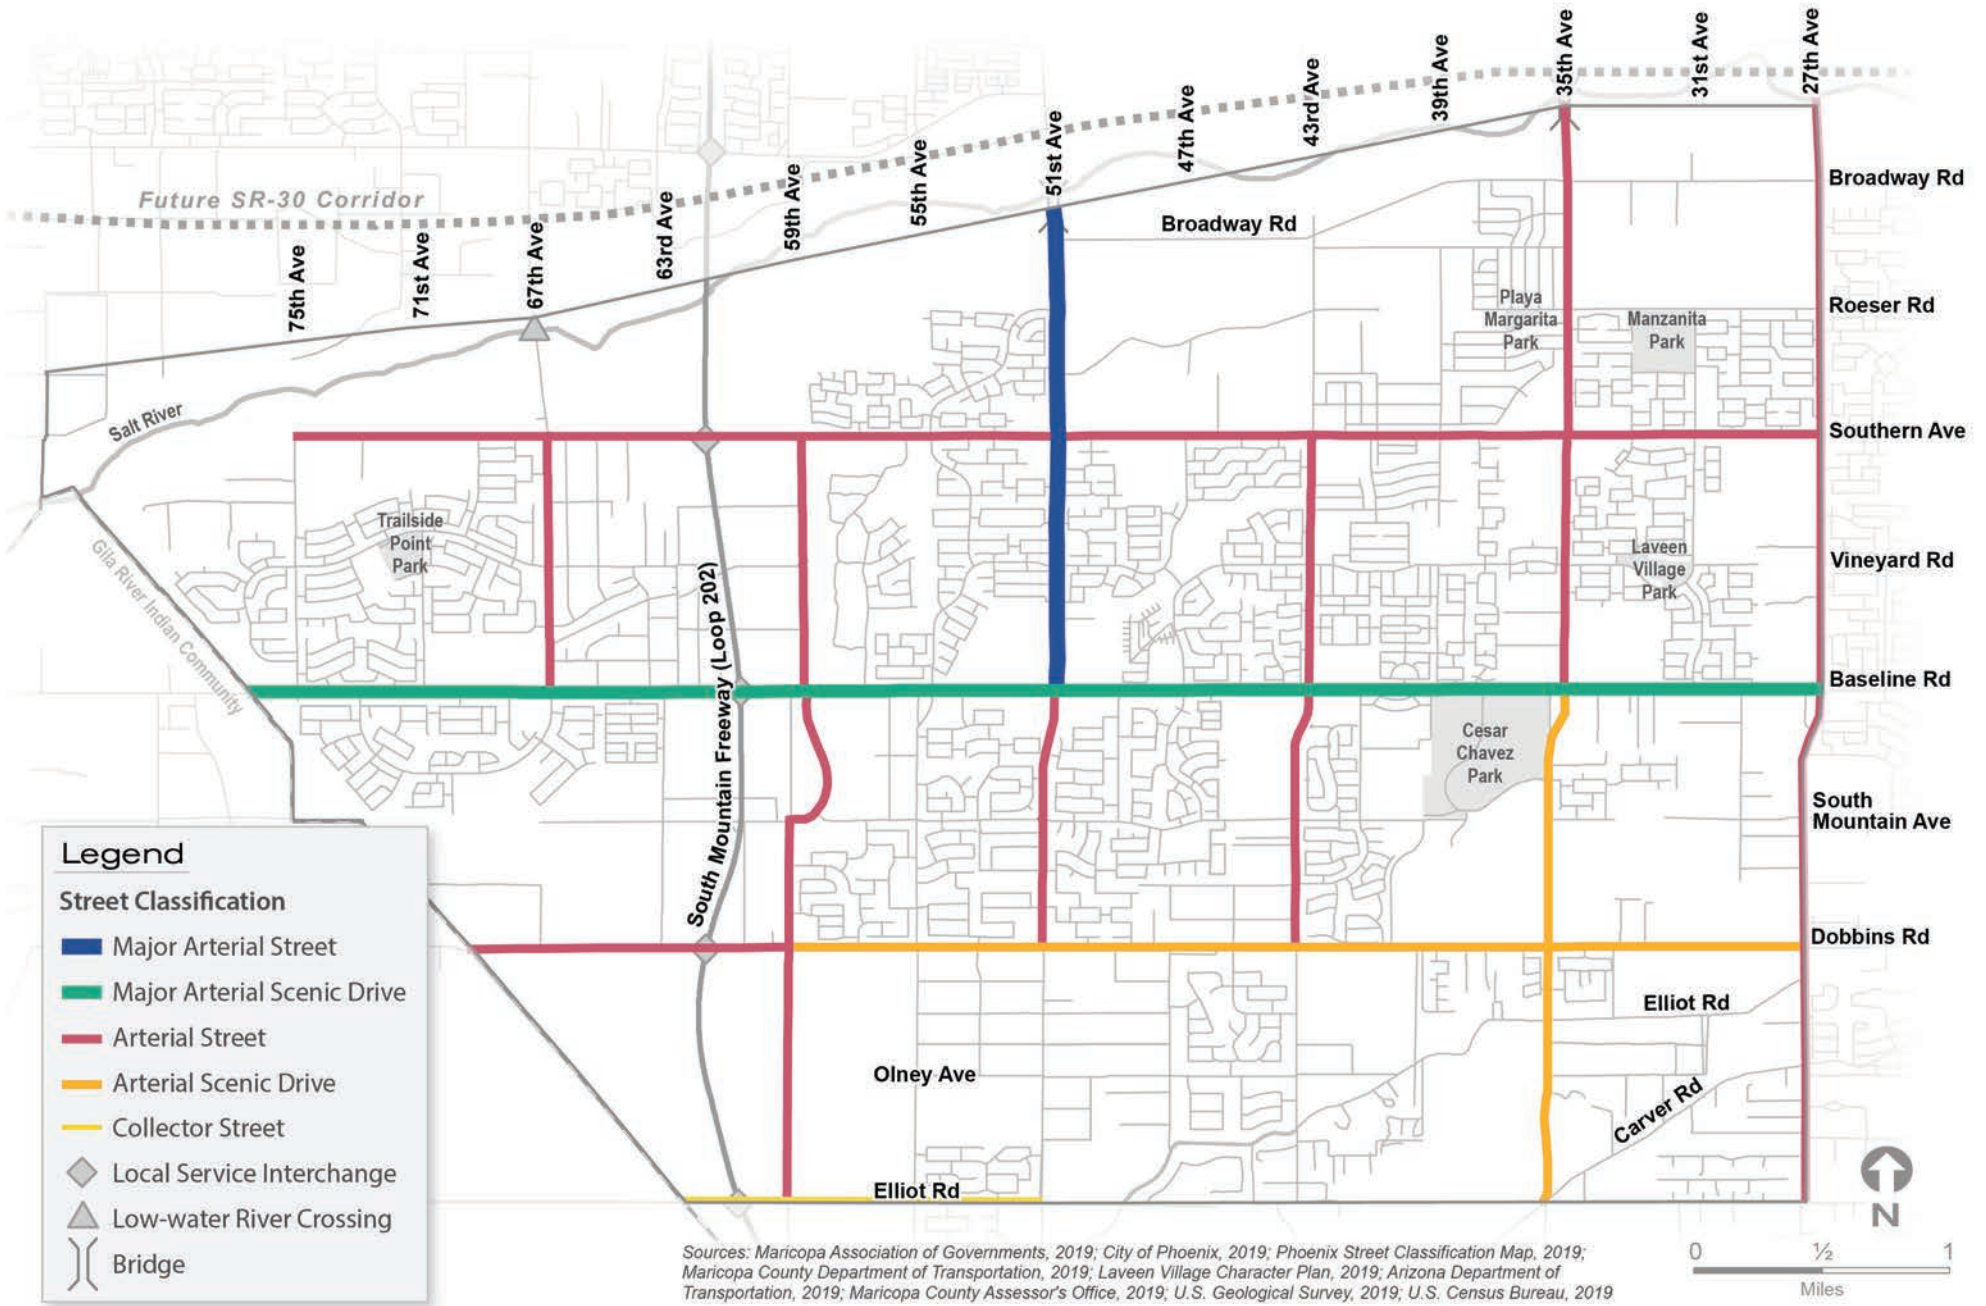 35th Ave
31st Ave
27th Ave
39th Ave
43rd Ave
47th Ave
51st Ave
55th Ave
59th Ave
63rd Ave
67th Ave
71st Ave
75th Ave
Future SR-30 Corridor
Broadway Rd
Broadway Rd
Roeser Rd
Playa
Margarita
Park
Manzanita
Park
Salt River
Southern Ave
Trailside
Point
Park
Laveen
Village
Park
Vineyard Rd
Gila River Indian Community
South Mountain Freeway (Loop 202)
Baseline Rd
Cesar
Chavez
Park
South
Mountain Ave
Dobbins Rd
Elliot Rd
Olney Ave
Carver Rd
Elliot Rd
Legend
Street Classification
Major Arterial Street
Major Arterial Scenic Drive
Arterial Street
Arterial Scenic Drive
Collector Street
Local Service Interchange
Low-water River Crossing
Bridge
N
0 ½ 1
Miles
Sources: Maricopa Association of Governments, 2019; City of Phoenix, 2019; Phoenix Street Classification Map, 2019;
Maricopa County Department of Transportation, 2019; Laveen Village Character Plan, 2019; Arizona Department of
Transportation, 2019; Maricopa County Assessor's Office, 2019; U.S. Geological Survey, 2019; U.S. Census Bureau, 2019